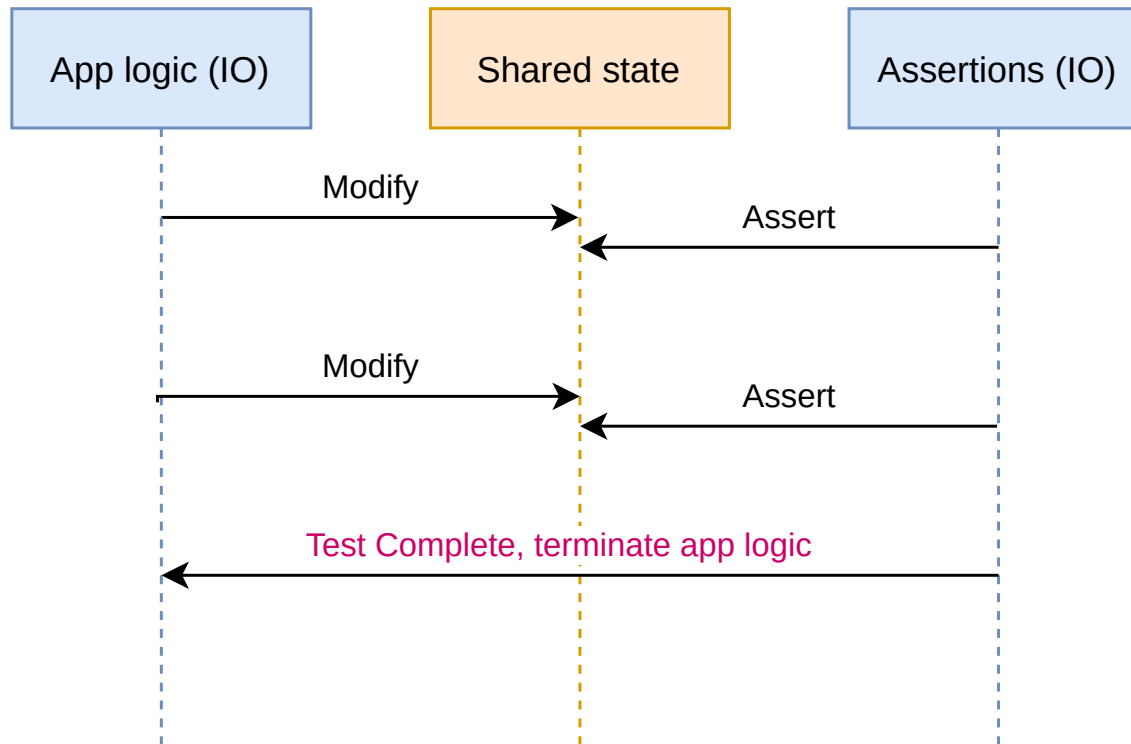 App logic (IO)
Shared state
Assertions (IO)
Modify
Assert
Modify
Assert
Test Complete, terminate app logic